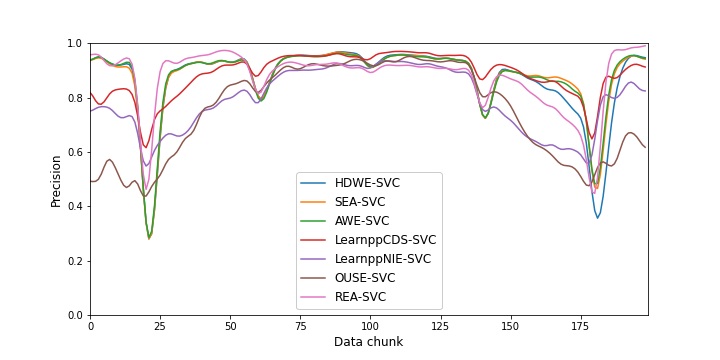 1.0
0.8
0.6
0.4
0.2
0.0
Precision
HDWE-SVC
SEA-SVC
AWE-SVC
LearnppCDS-SVC
LearnppNIE-SVC
OUSE-SVC
REA-SVC
0 25 50 75 100 125 150 175
Data chunk